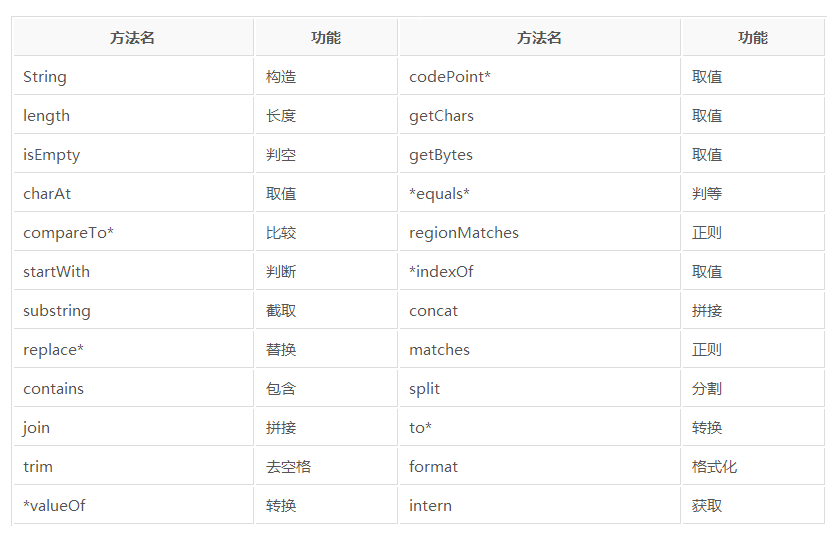 方法名 功能 方法名 功能
String 构造 codePoint* 取值
length 长度 getChars 取值
isEmpty 判空 getBytes 取值
charAt 取值 *equals* 判等
compareTo* 比较 regionMatches 正则
startWith 判断 *indexOf 取值
substring 截取 concat 拼接
replace* 替换 matches 正则
contains 包含 split 分割
join 拼接 to* 转换
trim 去空格 format 格式化
*valueOf 转换 intern 获取